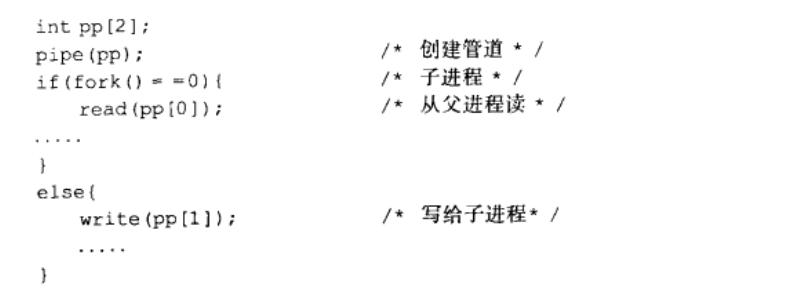 int pp[2];
pipe(pp); /* 创建管道 * /
if(fork() = =0){ /* 子进程 * /
read(pp[0]); /* 从父进程读 * /
.....
}
else{
write(pp[1]); /* 写给子进程* /
.....
}